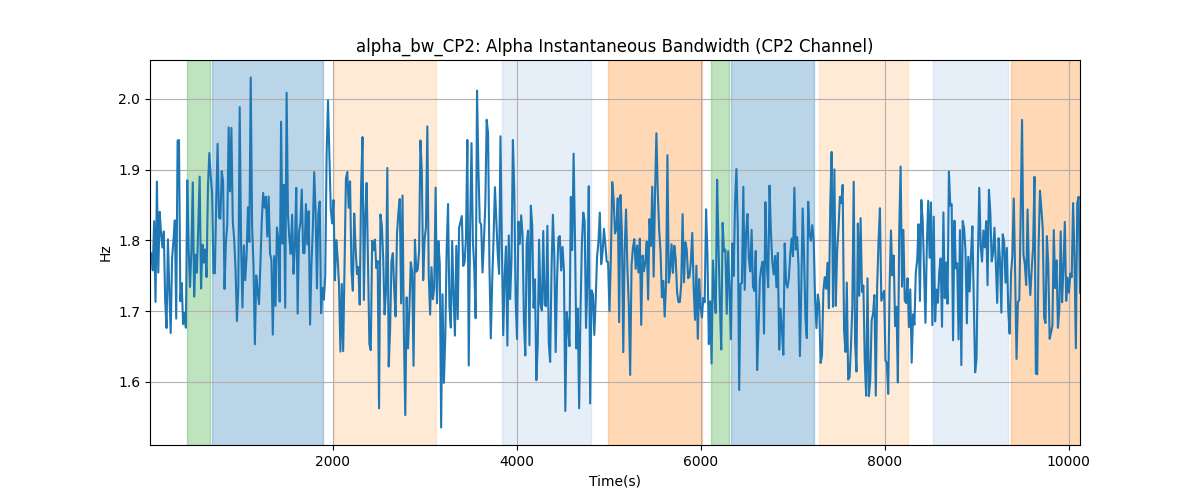 alpha_bw_CP2: Alpha Instantaneous Bandwidth (CP2 Channel)
2.0
1.9
1.8
1.7
1.6
Hz
2000 4000 6000 8000 10000
Time(s)